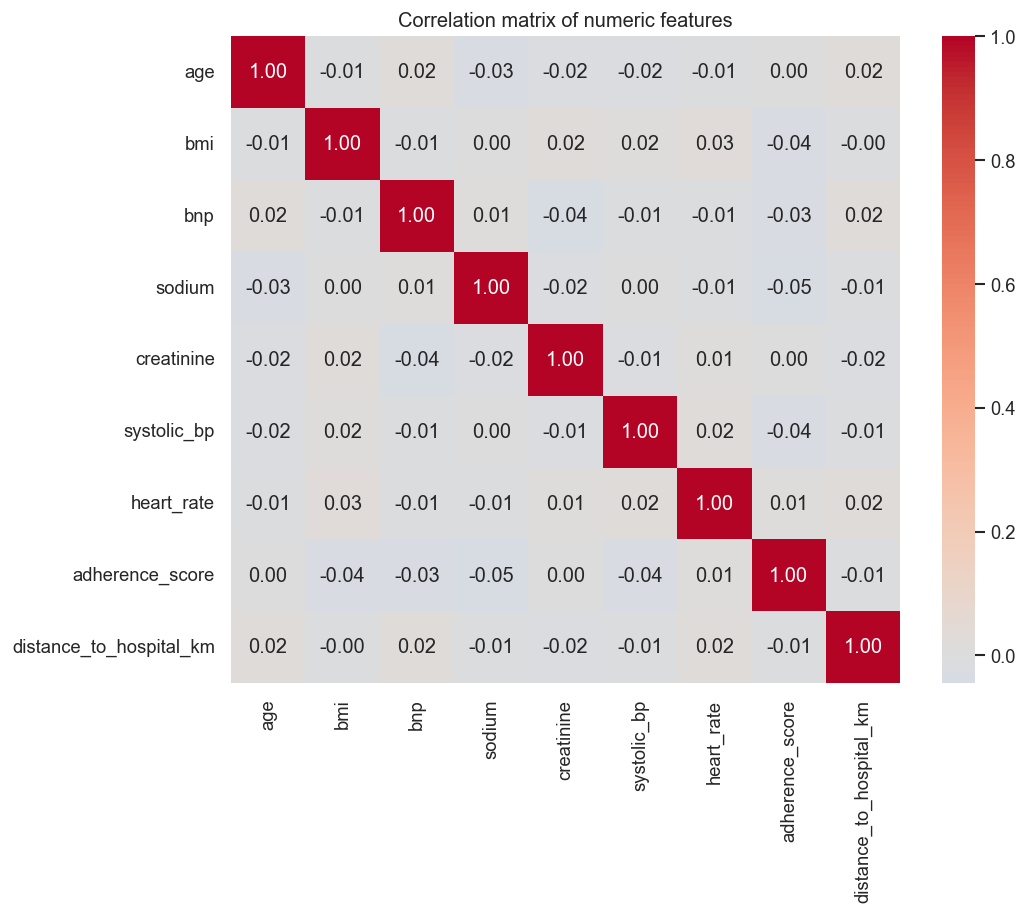 Correlation matrix of numeric features
age 1.00 -0.01 0.02 -0.03 -0.02 -0.02 -0.01 0.00 0.02
bmi -0.01 1.00 -0.01 0.00 0.02 0.02 0.03 -0.04 -0.00
bnp 0.02 -0.01 1.00 0.01 -0.04 -0.01 -0.01 -0.03 0.02
sodium -0.03 0.00 0.01 1.00 -0.02 0.00 -0.01 -0.05 -0.01
creatinine -0.02 0.02 -0.04 -0.02 1.00 -0.01 0.01 0.00 -0.02
systolic_bp -0.02 0.02 -0.01 0.00 -0.01 1.00 0.02 -0.04 -0.01
heart_rate -0.01 0.03 -0.01 -0.01 0.01 0.02 1.00 0.01 0.02
adherence_score 0.00 -0.04 -0.03 -0.05 0.00 -0.04 0.01 1.00 -0.01
distance_to_hospital_km 0.02 -0.00 0.02 -0.01 -0.02 -0.01 0.02 -0.01 1.00
age bmi bnp sodium creatinine systolic_bp heart_rate adherence_score distance_to_hospital_km
1.0
0.8
0.6
0.4
0.2
0.0